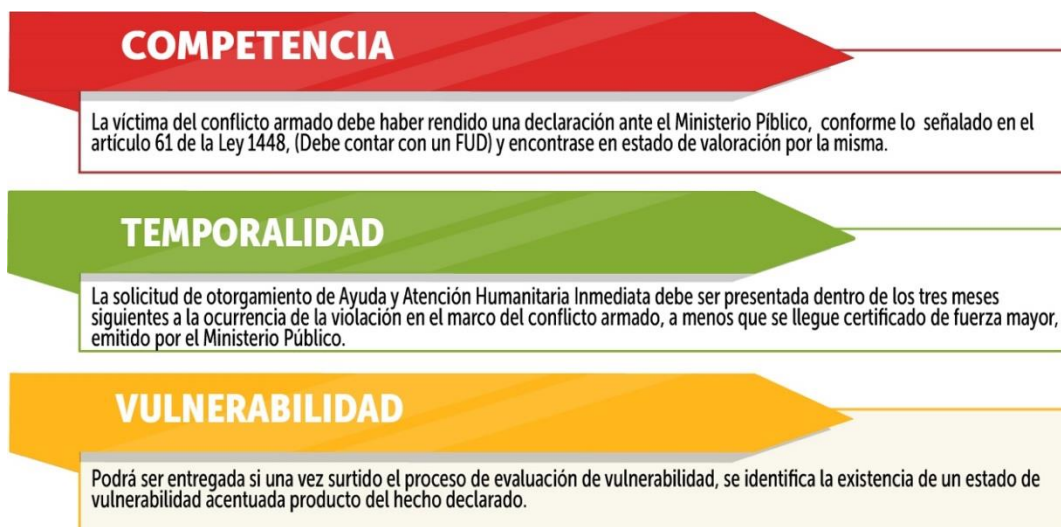 COMPETENCIA
La víctima del conflicto armado debe haber rendido una declaración ante el Ministerio Píblico, conforme lo señalado en el
artículo 61 de la Ley 1448, (Debe contar con un FUD) y encontrase en estado de valoración por la misma.
TEMPORALIDAD
La solicitud de otorgamiento de Ayuda y Atención Humanitaria Inmediata debe ser presentada dentro de los tres meses
siguientes a la ocurrencia de la violación en el marco del conflicto armado, a menos que se llegue certificado de fuerza mayor,
emitido por el Ministerio Público.
VULNERABILIDAD
Podrá ser entregada si una vez surtido el proceso de evaluación de vulnerabilidad, se identifica la existencia de un estado de
vulnerabilidad acentuada producto del hecho declarado.